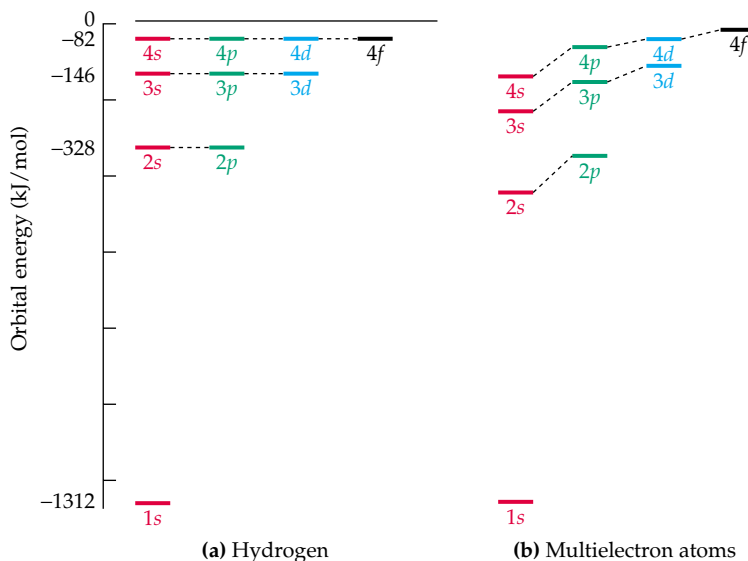 0
−82
4s 4p 4d 4f
−146
3s 3p 3d
−328
2s 2p
−1312
1s
Orbital energy (kJ/mol)
(a) Hydrogen
4f
4d
4p
4s
3d
3p
3s
2p
2s
1s
(b) Multielectron atoms